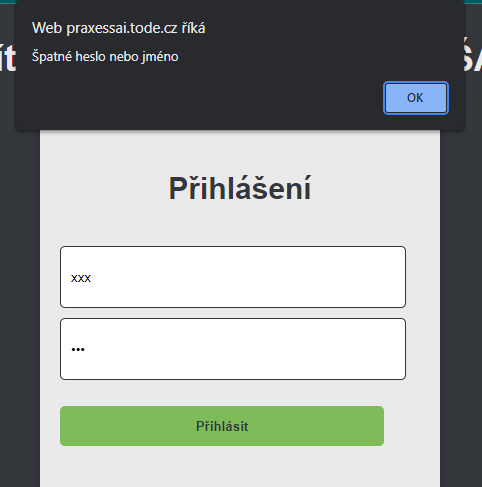 Web praxessai.tode.cz říká
Špatné heslo nebo jméno
OK
Přihlášení
xxx
•••
Přihlásit